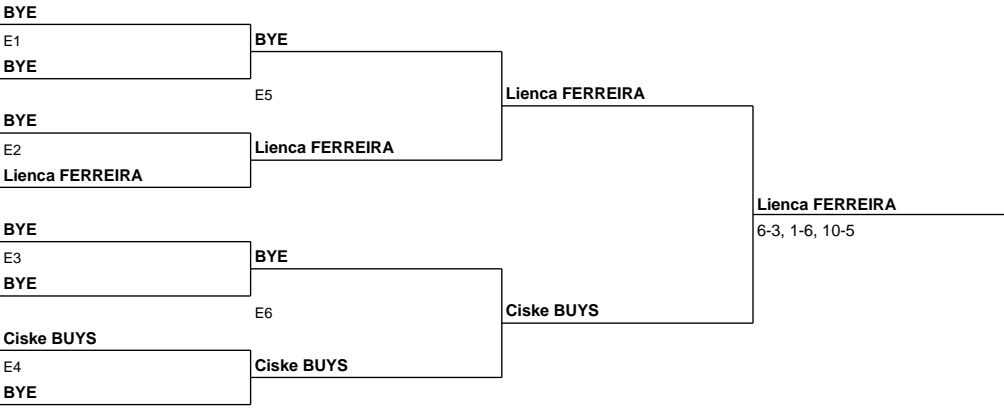 BYE
E1
BYE
BYE
E5
BYE
E2
Lienca FERREIRA
Lienca FERREIRA
Lienca FERREIRA
BYE
E3
BYE
BYE
E6
Ciske BUYS
E4
BYE
Ciske BUYS
Ciske BUYS
Lienca FERREIRA
6-3, 1-6, 10-5